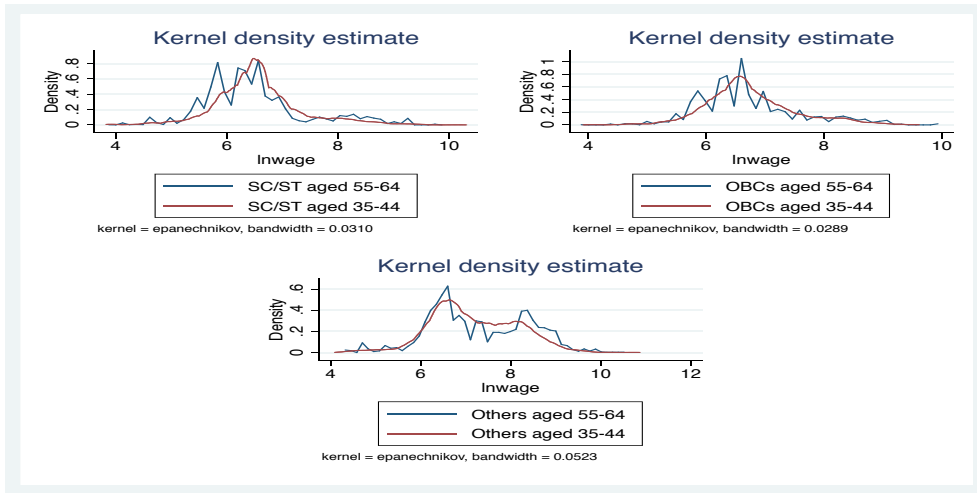 Kernel density estimate
Density
0 .2 .4 .6 .8
4 6 8 10
lnwage
SC/ST aged 55-64
SC/ST aged 35-44
kernel = epanechnikov, bandwidth = 0.0310
Kernel density estimate
Density
0 .2 .4 .6 .8 1
4 6 8 10
lnwage
OBCs aged 55-64
OBCs aged 35-44
kernel = epanechnikov, bandwidth = 0.0289
Kernel density estimate
Density
0 .2 .4 .6
4 6 8 10 12
lnwage
Others aged 55-64
Others aged 35-44
kernel = epanechnikov, bandwidth = 0.0523